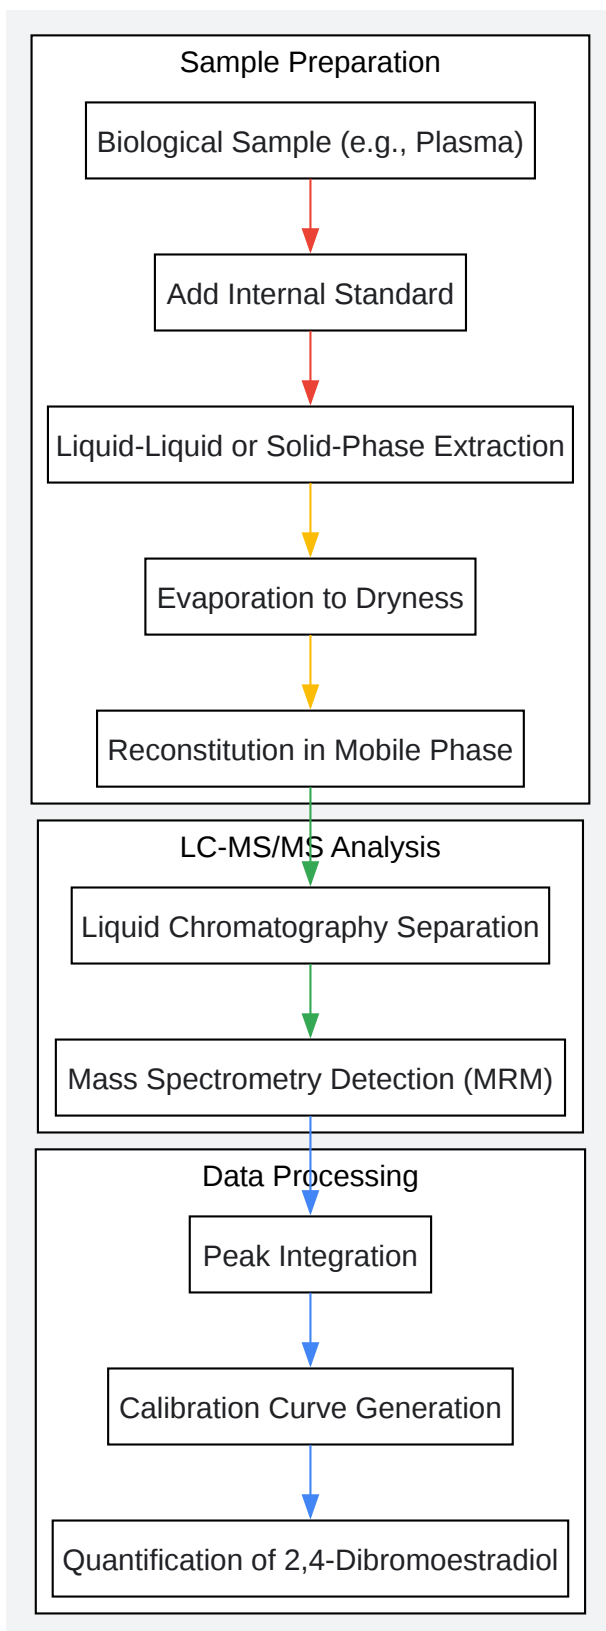 Sample Preparation
Biological Sample (e.g., Plasma)
Add Internal Standard
Liquid-Liquid or Solid-Phase Extraction
Evaporation to Dryness
Reconstitution in Mobile Phase
LC-MS/MS Analysis
Liquid Chromatography Separation
Mass Spectrometry Detection (MRM)
Data Processing
Peak Integration
Calibration Curve Generation
Quantification of 2,4-Dibromoestradiol